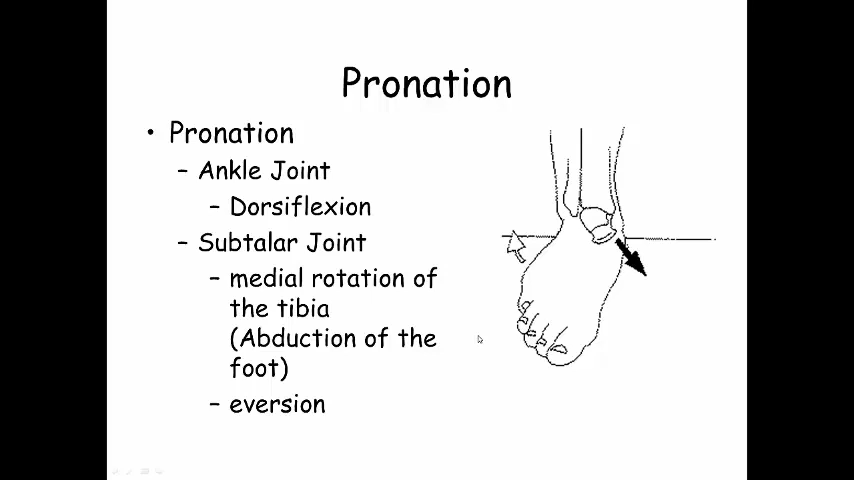 Pronation
• Pronation
– Ankle Joint
– Dorsiflexion
– Subtalar Joint
– medial rotation of
the tibia
(Abduction of the
foot)
– eversion